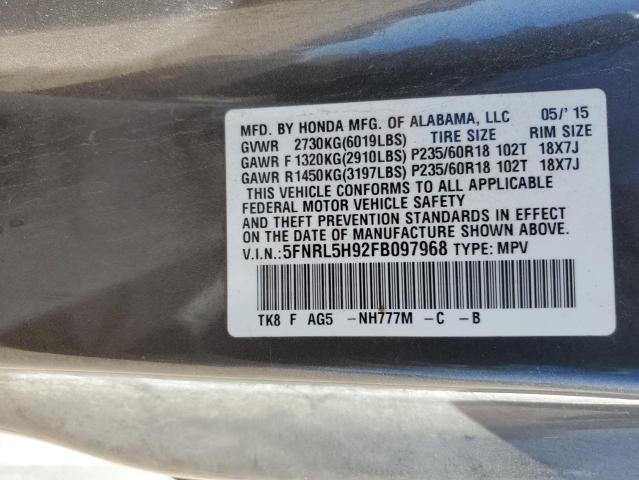 MFD. BY HONDA MFG. OF ALABAMA, LLC 05/' 15
GVWR 2730KG(6019LBS) TIRE SIZE RIM SIZE
GAWR F 1320KG(2910LBS) P235/60R18 102T 18X7J
GAWR R1450KG(3197LBS) P235/60R18 102T 18X7J
THIS VEHICLE CONFORMS TO ALL APPLICABLE
FEDERAL MOTOR VEHICLE SAFETY
AND THEFT PREVENTION STANDARDS IN EFFECT
ON THE DATE OF MANUFACTURE SHOWN ABOVE.
V.I.N.:5FNRL5H92FB097968 TYPE: MPV
TK8 F AG5 -NH777M -C -B